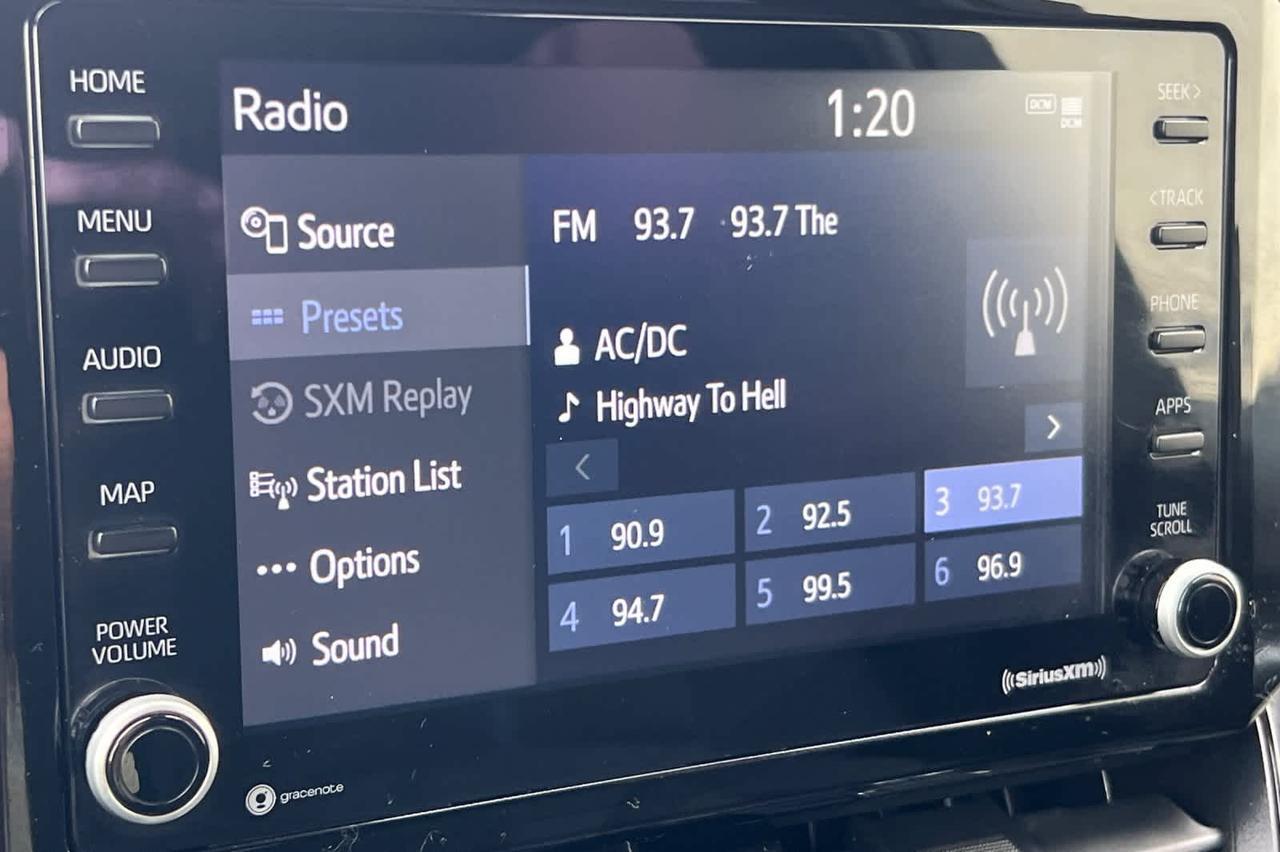 HOME
MENU
AUDIO
MAP
POWER
VOLUME
Radio
1:20
DCM
DCM
Source
Presets
SXM Replay
Station List
••• Options
Sound
FM 93.7 93.7 The
AC/DC
Highway To Hell
<
>
1 90.9
2 92.5
3 93.7
4 94.7
5 99.5
6 96.9
((SiriusXM))
gracenote
SEEK>
<TRACK
PHONE
APPS
TUNE
SCROLL